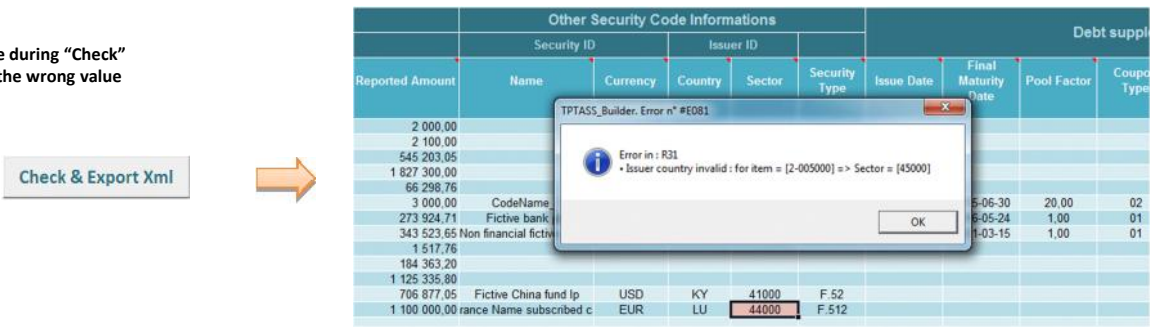 e during “Check”
the wrong value
Check & Export Xml
Other Security Code Informations
Debt supple
Security ID
Issuer ID
Reported Amount
Name
Currency
Country
Sector
Security Type
Issue Date
Final Maturity Date
Pool Factor
Coupo
Type
TPTASS_Builder. Error n° #E081
Error in : R31
• Issuer country invalid : for item = [2-005000] => Sector = [45000]
OK
2 000,00
2 100,00
545 203,05
1 827 300,00
66 298,76
3 000,00 CodeName_ 5-06-30 20,00 02
273 924,71 Fictive bank 6-05-24 1,00 01
343 523,65 Non financial fictiv 1-03-15 1,00 01
1 517,76
184 363,20
1 125 335,80
706 877,05 Fictive China fund lp USD KY 41000 F.52
1 100 000,00 rance Name subscribed c EUR LU 44000 F.512